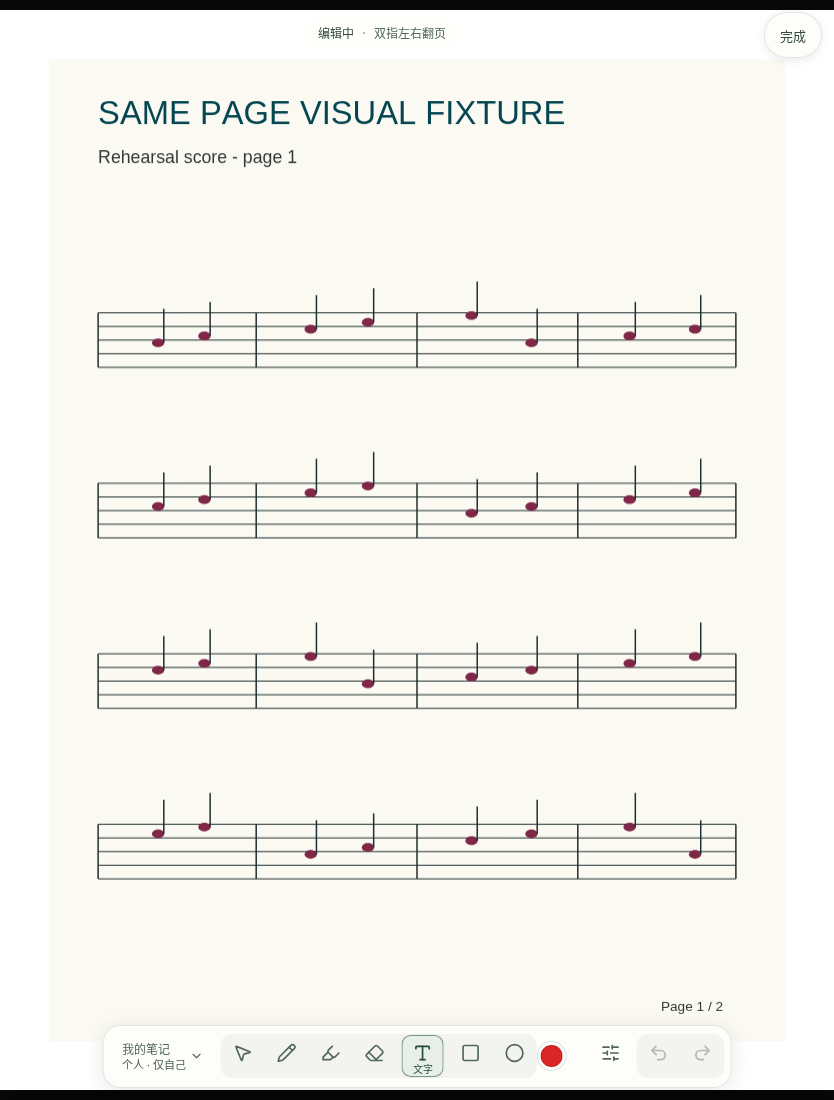 编辑中 · 双指左右翻页
完成
SAME PAGE VISUAL FIXTURE
Rehearsal score - page 1
Page 1 / 2
我的笔记
个人 · 仅自己
文字